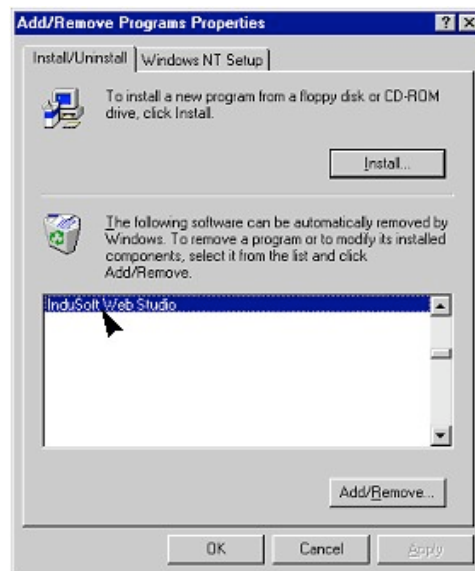 Add/Remove Programs Properties
Install/Uninstall Windows NT Setup
To install a new program from a floppy disk or CD-ROM
drive, click Install.
Install...
The following software can be automatically removed by
Windows. To remove a program or to modify its installed
components, select it from the list and click
Add/Remove.
InduSoft Web Studio
Add/Remove...
OK Cancel Apply